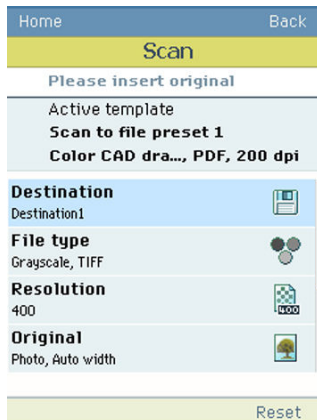 Home Back
Scan
Please insert original
Active template
Scan to file preset 1
Color CAD dra..., PDF, 200 dpi
Destination
Destination1
File type
Grayscale, TIFF
Resolution
400
400
Original
Photo, Auto width
Reset